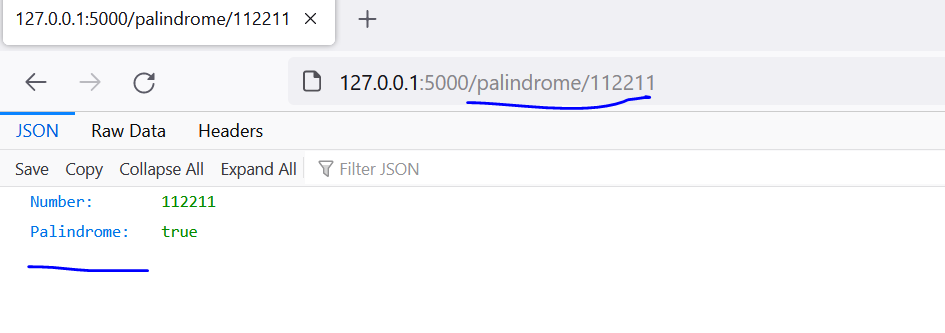 127.0.0.1:5000/palindrome/112211
127.0.0.1:5000/palindrome/112211
JSON Raw Data Headers
Save Copy Collapse All Expand All Filter JSON
Number: 112211
Palindrome: true